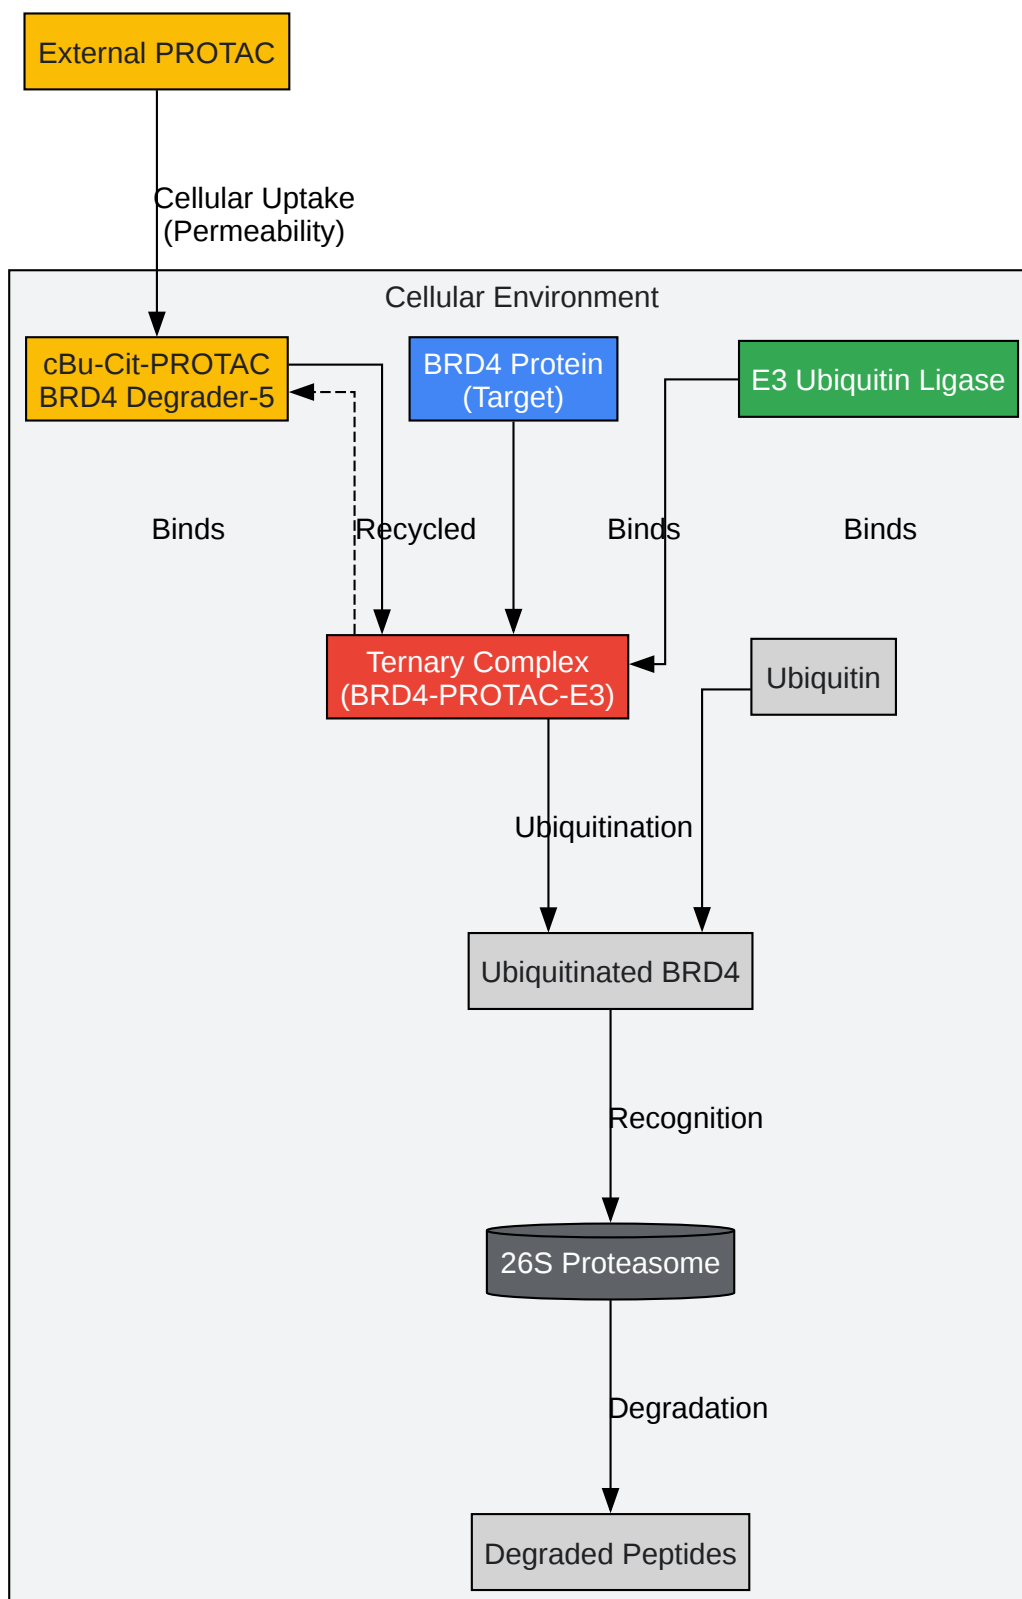 External PROTAC
Cellular Uptake
(Permeability)
Cellular Environment
cBu-Cit-PROTAC
BRD4 Degrader-5
BRD4 Protein
(Target)
E3 Ubiquitin Ligase
Binds
Recycled
Binds
Binds
Ternary Complex
(BRD4-PROTAC-E3)
Ubiquitin
Ubiquitination
Ubiquitinated BRD4
Recognition
26S Proteasome
Degradation
Degraded Peptides